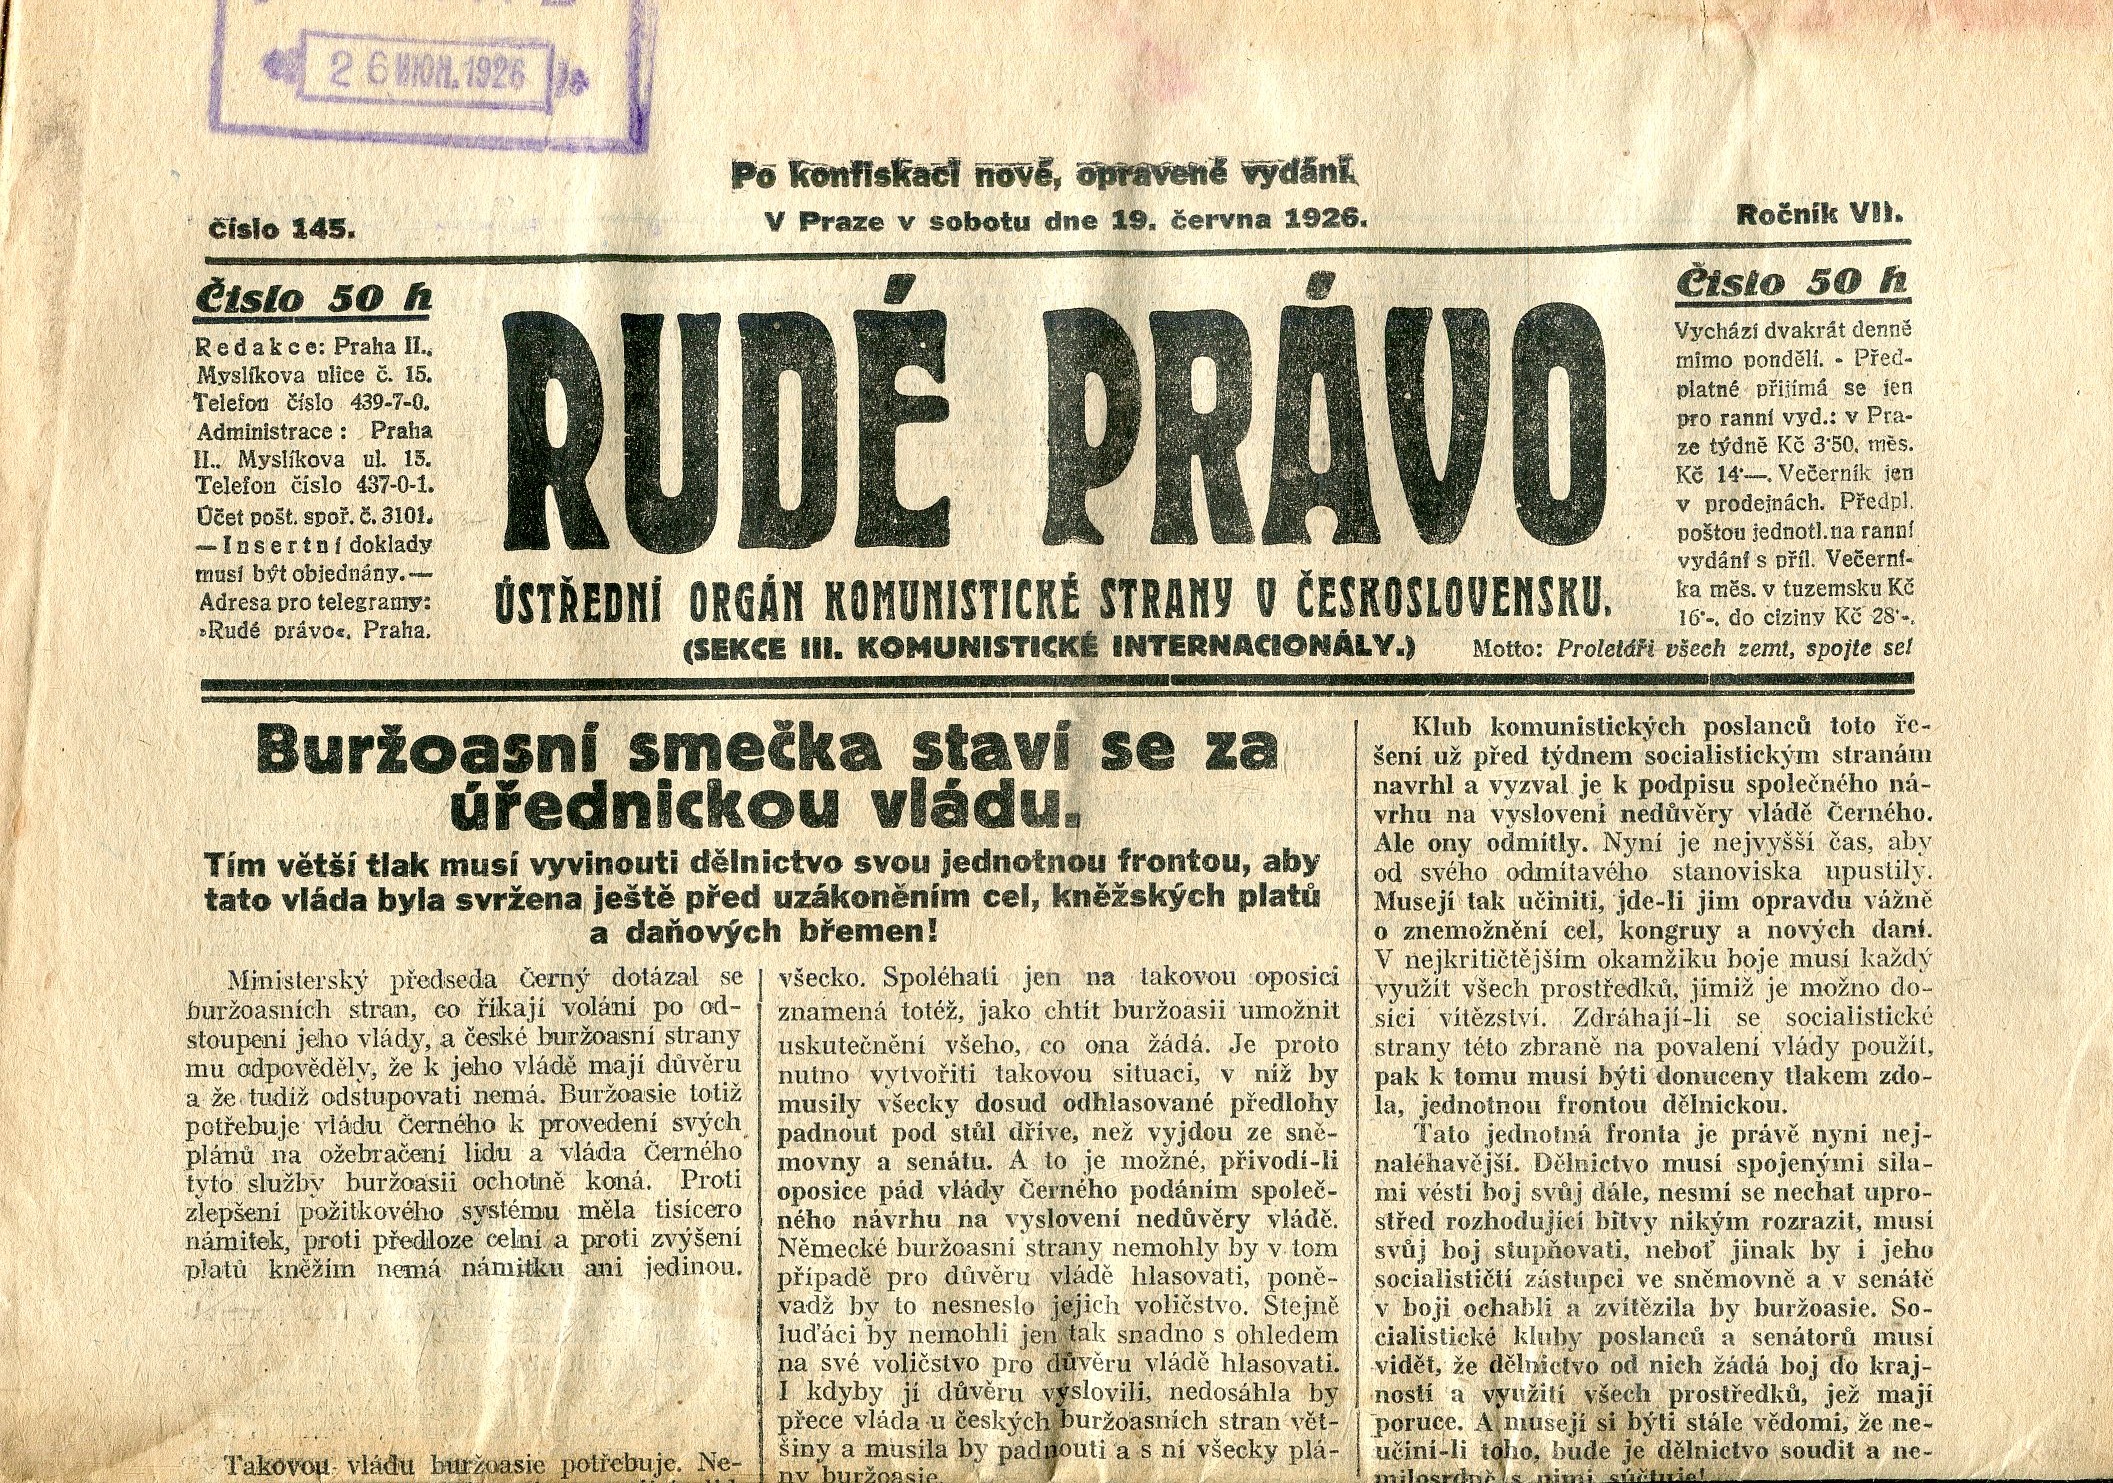 26 ИЮН. 1926
Po konfiskaci nové, opravené vydání.
číslo 145.
V Praze v sobotu dne 19. června 1926.
Ročník VII.
Číslo 50 h
Redakce: Praha II.,
Myslíkova ulice č. 15.
Telefon číslo 439-7-0.
Administrace: Praha
II., Myslíkova ul. 15.
Telefon číslo 437-0-1.
Účet pošt. spoř. č. 3101.
— Insertní doklady
musí být objednány. —
Adresa pro telegramy:
»Rudé právo«, Praha.
RUDÉ PRÁVO
ÚSTŘEDNÍ ORGÁN KOMUNISTICKÉ STRANY V ČESKOSLOVENSKU.
(SEKCE III. KOMUNISTICKÉ INTERNACIONÁLY.)
Motto: Proletáři všech zemí, spojte se!
Číslo 50 h
Vychází dvakrát denně
mimo pondělí. - Před-
platné přijímá se jen
pro ranní vyd.: v Pra-
ze týdně Kč 3·50, měs.
Kč 14·—. Večerník jen
v prodejnách. Předpl.
poštou jednotl. na ranní
vydání s příl. Večerní-
ka měs. v tuzemsku Kč
16·-, do ciziny Kč 28·-.
Buržoasní smečka staví se za
úřednickou vládu.
Tím větší tlak musí vyvinouti dělnictvo svou jednotnou frontou, aby
tato vláda byla svržena ještě před uzákoněním cel, kněžských platů
a daňových břemen!
Ministerský předseda Černý dotázal se
buržoasních stran, co říkají volání po od-
stoupení jeho vlády, a české buržoasní strany
mu odpověděly, že k jeho vládě mají důvěru
a že tudíž odstupovati nemá. Buržoasie totiž
potřebuje vládu Černého k provedení svých
plánů na ožebračení lidu a vláda Černého
tyto služby buržoasii ochotně koná. Proti
zlepšení požitkového systému měla tisícero
námitek, proti předloze celní a proti zvýšení
platů kněžím nemá námitku ani jedinou.
Takovou vládu buržoasie potřebuje. Ne-
všecko. Spoléhati jen na takovou oposici
znamená totéž, jako chtít buržoasii umožnit
uskutečnění všeho, co ona žádá. Je proto
nutno vytvořiti takovou situaci, v níž by
musily všecky dosud odhlasované předlohy
padnout pod stůl dříve, než vyjdou ze sně-
movny a senátu. A to je možné, přivodí-li
oposice pád vlády Černého podáním společ-
ného návrhu na vyslovení nedůvěry vládě.
Německé buržoasní strany nemohly by v tom
případě pro důvěru vládě hlasovati, poně-
vadž by to nesneslo jejich voličstvo. Stejně
luďáci by nemohli jen tak snadno s ohledem
na své voličstvo pro důvěru vládě hlasovati.
I kdyby jí důvěru vyslovili, nedosáhla by
přece vláda u českých buržoasních stran vět-
šiny a musila by padnouti a s ní všecky plá-
ny buržoasie.
Klub komunistických poslanců toto ře-
šení už před týdnem socialistickým stranám
navrhl a vyzval je k podpisu společného ná-
vrhu na vyslovení nedůvěry vládě Černého.
Ale ony odmítly. Nyní je nejvyšší čas, aby
od svého odmítavého stanoviska upustily.
Musejí tak učiniti, jde-li jim opravdu vážně
o znemožnění cel, kongruy a nových daní.
V nejkritičtějším okamžiku boje musí každý
využít všech prostředků, jimiž je možno do-
síci vítězství. Zdráhají-li se socialistické
strany této zbraně na povalení vlády použít,
pak k tomu musí býti donuceny tlakem zdo-
la, jednotnou frontou dělnickou.
Tato jednotná fronta je právě nyní nej-
naléhavější. Dělnictvo musí spojenými sila-
mi vésti boj svůj dále, nesmí se nechat upro-
střed rozhodující bitvy nikým rozrazit, musí
svůj boj stupňovati, neboť jinak by i jeho
socialističtí zástupci ve sněmovně a v senátě
v boji ochabli a zvítězila by buržoasie. So-
cialistické kluby poslanců a senátorů musí
vidět, že dělnictvo od nich žádá boj do kraj-
ností a využití všech prostředků, jež mají
poruce. A musejí si býti stále vědomi, že ne-
učiní-li toho, bude je dělnictvo soudit a ne-
milosrdně s nimi súčtuje!